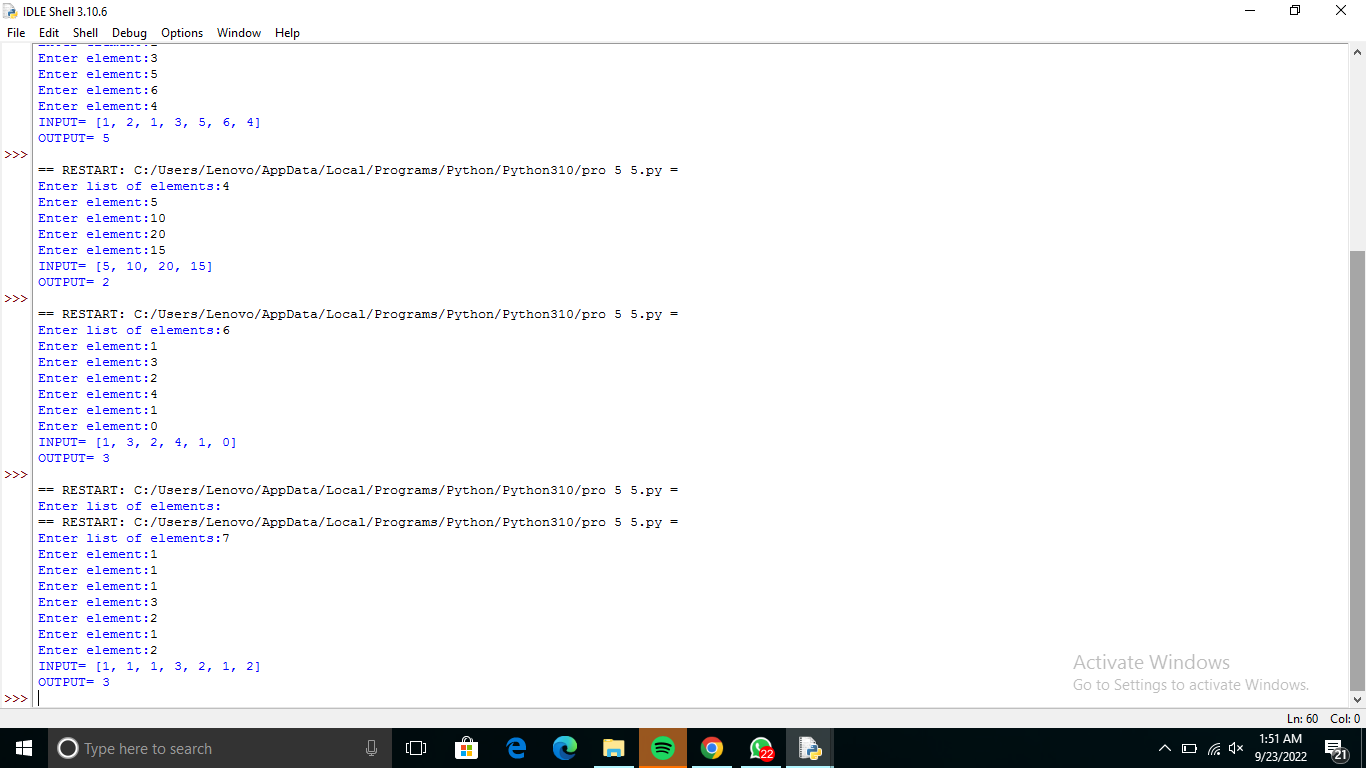 IDLE Shell 3.10.6
File Edit Shell Debug Options Window Help
Enter element:3
Enter element:5
Enter element:6
Enter element:4
INPUT= [1, 2, 1, 3, 5, 6, 4]
OUTPUT= 5
>>>
== RESTART: C:/Users/Lenovo/AppData/Local/Programs/Python/Python310/pro 5 5.py =
Enter list of elements:4
Enter element:5
Enter element:10
Enter element:20
Enter element:15
INPUT= [5, 10, 20, 15]
OUTPUT= 2
>>>
== RESTART: C:/Users/Lenovo/AppData/Local/Programs/Python/Python310/pro 5 5.py =
Enter list of elements:6
Enter element:1
Enter element:3
Enter element:2
Enter element:4
Enter element:1
Enter element:0
INPUT= [1, 3, 2, 4, 1, 0]
OUTPUT= 3
>>>
== RESTART: C:/Users/Lenovo/AppData/Local/Programs/Python/Python310/pro 5 5.py =
Enter list of elements:
== RESTART: C:/Users/Lenovo/AppData/Local/Programs/Python/Python310/pro 5 5.py =
Enter list of elements:7
Enter element:1
Enter element:1
Enter element:1
Enter element:3
Enter element:2
Enter element:1
Enter element:2
INPUT= [1, 1, 1, 3, 2, 1, 2]
OUTPUT= 3
>>>
Activate Windows
Go to Settings to activate Windows.
Ln: 60 Col: 0
Type here to search
22
1:51 AM
9/23/2022
21